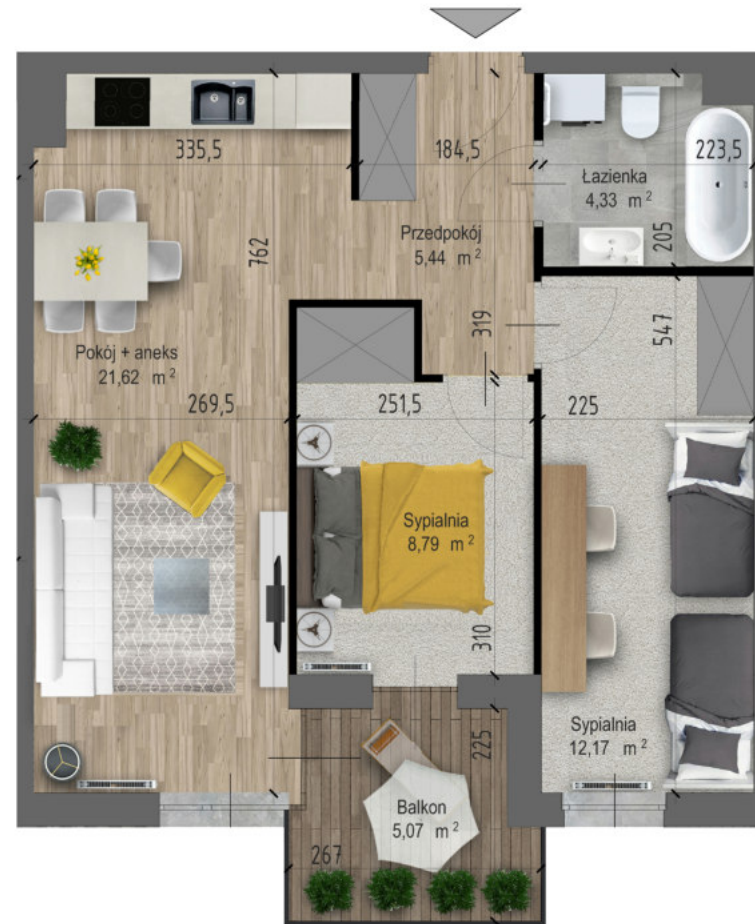 335,5
184,5
223,5
Łazienka
4,33 m²
205
Przedpokój
5,44 m²
762
319
547
Pokój + aneks
21,62 m²
269,5
251,5
225
Sypialnia
8,79 m²
310
Sypialnia
12,17 m²
225
Balkon
5,07 m²
267